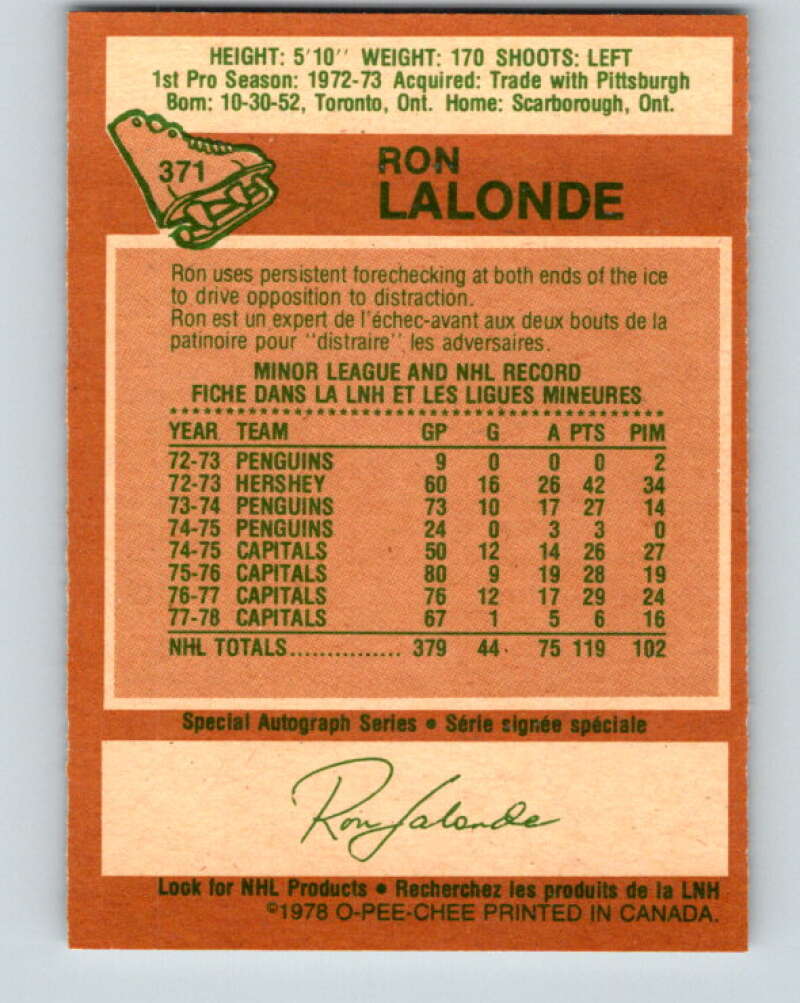 HEIGHT: 5'10'' WEIGHT: 170 SHOOTS: LEFT
1st Pro Season: 1972-73 Acquired: Trade with Pittsburgh
Born: 10-30-52, Toronto, Ont. Home: Scarborough, Ont.
371
RON
LALONDE
Ron uses persistent forechecking at both ends of the ice
to drive opposition to distraction.
Ron est un expert de l'échec-avant aux deux bouts de la
patinoire pour ''distraire'' les adversaires.
MINOR LEAGUE AND NHL RECORD
FICHE DANS LA LNH ET LES LIGUES MINEURES
YEAR TEAM GP G A PTS PIM
72-73 PENGUINS 9 0 0 0 2
72-73 HERSHEY 60 16 26 42 34
73-74 PENGUINS 73 10 17 27 14
74-75 PENGUINS 24 0 3 3 0
74-75 CAPITALS 50 12 14 26 27
75-76 CAPITALS 80 9 19 28 19
76-77 CAPITALS 76 12 17 29 24
77-78 CAPITALS 67 1 5 6 16
NHL TOTALS............... 379 44 75 119 102
Special Autograph Series • Série signée spéciale
Ron Lalonde
Look for NHL Products • Recherchez les produits de la LNH
©1978 O-PEE-CHEE PRINTED IN CANADA.